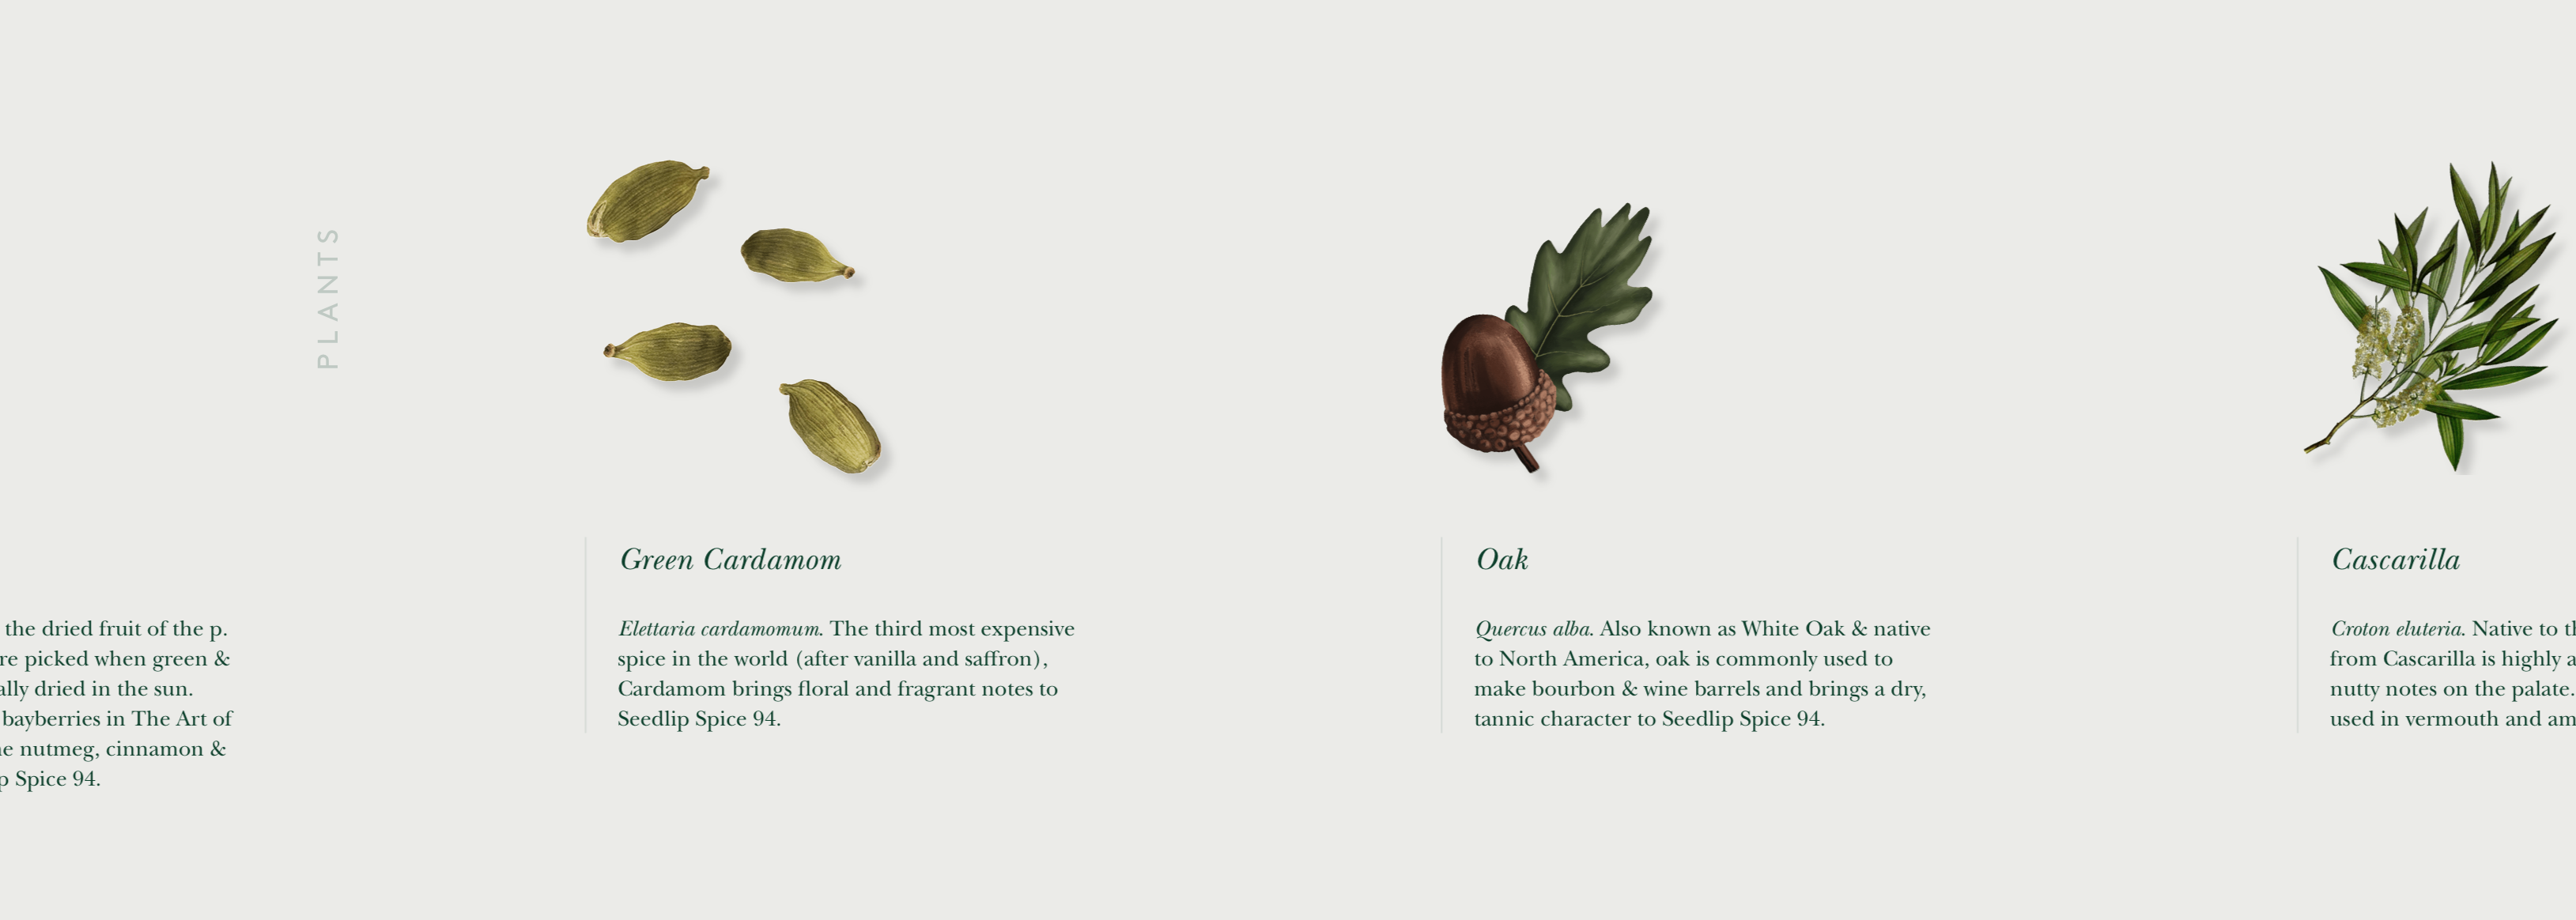 the dried fruit of the p.
picked when green &
dried in the sun.
bayberries in The Art of
nutmeg, cinnamon &
Spice 94.
PLANTS
Green Cardamom
Elettaria cardamomum. The third most expensive
spice in the world (after vanilla and saffron),
Cardamom brings floral and fragrant notes to
Seedlip Spice 94.
Oak
Quercus alba. Also known as White Oak & native
to North America, oak is commonly used to
make bourbon & wine barrels and brings a dry,
tannic character to Seedlip Spice 94.
Cascarilla
Croton eluteria. Native to
from Cascarilla is highly
nutty notes on the palate.
used in vermouth and